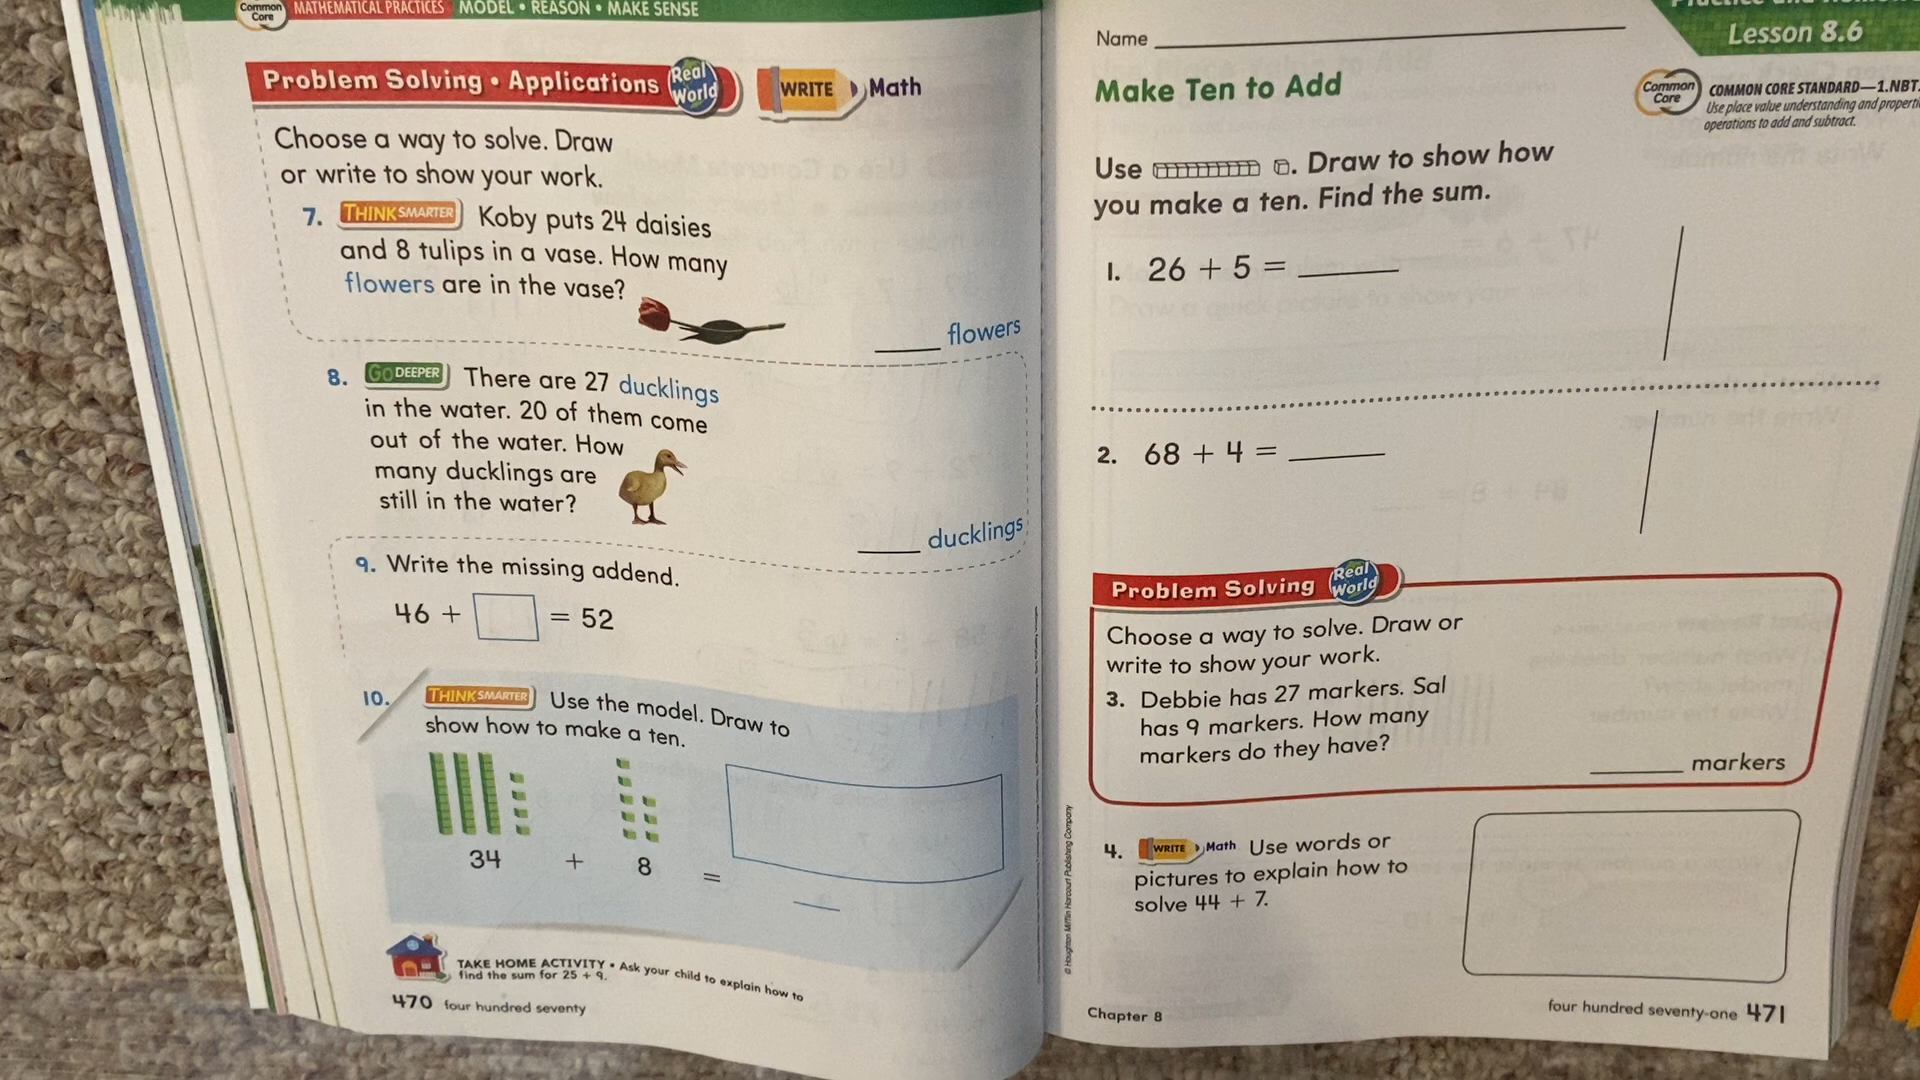 Common
Core
MATHEMATICAL PRACTICES MODEL • REASON • MAKE SENSE
Problem Solving • Applications Real World WRITE Math
Choose a way to solve. Draw
or write to show your work.
7. THINK SMARTER Koby puts 24 daisies
and 8 tulips in a vase. How many
flowers are in the vase?
____ flowers
8. GO DEEPER There are 27 ducklings
in the water. 20 of them come
out of the water. How
many ducklings are
still in the water?
____ ducklings
9. Write the missing addend.
46 + = 52
10. THINK SMARTER Use the model. Draw to
show how to make a ten.
34 + 8 = ___
TAKE HOME ACTIVITY • Ask your child to explain how to
find the sum for 25 + 9.
470 four hundred seventy
Name
Lesson 8.6
Make Ten to Add
Common
Core
COMMON CORE STANDARD—1.NBT.
Use place value understanding and
operations to add and subtract.
Use . Draw to show how
you make a ten. Find the sum.
1. 26 + 5 = ____
2. 68 + 4 = ____
Problem Solving Real World
Choose a way to solve. Draw or
write to show your work.
3. Debbie has 27 markers. Sal
has 9 markers. How many
markers do they have?
____ markers
4. WRITE Math Use words or
pictures to explain how to
solve 44 + 7.
© Houghton Mifflin Harcourt Publishing Company
Chapter 8
four hundred seventy-one 471